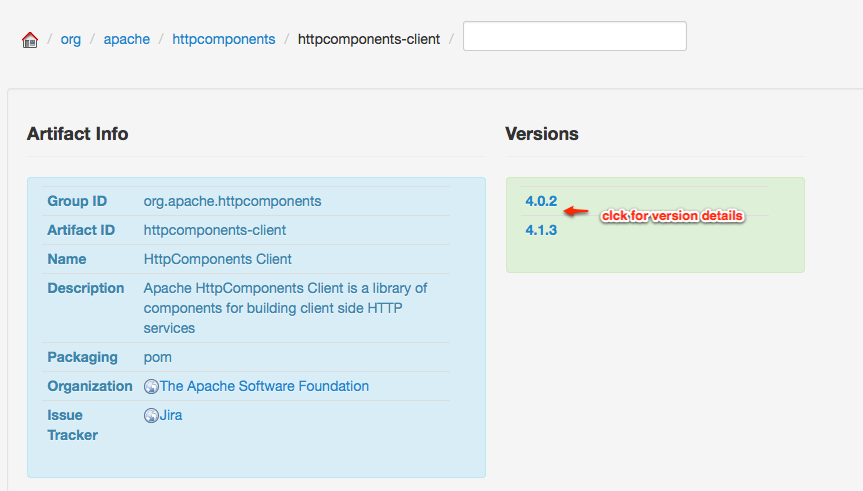 / org / apache / httpcomponents / httpcomponents-client /
Artifact Info
Group ID org.apache.httpcomponents
Artifact ID httpcomponents-client
Name HttpComponents Client
Description Apache HttpComponents Client is a library of
components for building client side HTTP
services
Packaging pom
Organization The Apache Software Foundation
Issue Jira
Tracker
Versions
4.0.2
clck for version details
4.1.3